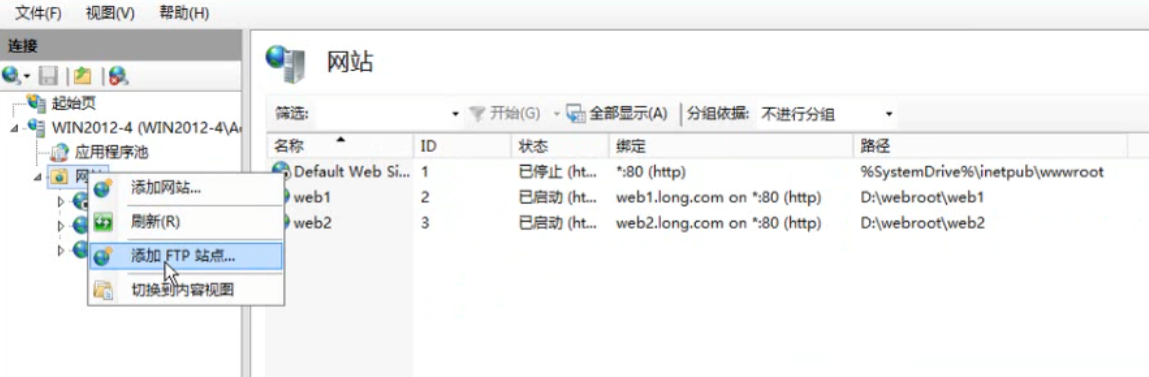 文件(F) 视图(V) 帮助(H)
连接
网站
起始页
筛选: 开始(G) 全部显示(A) 分组依据: 不进行分组
WIN2012-4 (WIN2012-4\A
应用程序池
名称 ID 状态 绑定 路径
Default Web Si... 1 已停止 (ht... *:80 (http) %SystemDrive%\inetpub\wwwroot
web1 2 已启动 (ht... web1.long.com on *:80 (http) D:\webroot\web1
web2 3 已启动 (ht... web2.long.com on *:80 (http) D:\webroot\web2
网
添加网站...
刷新(R)
添加 FTP 站点...
切换到内容视图